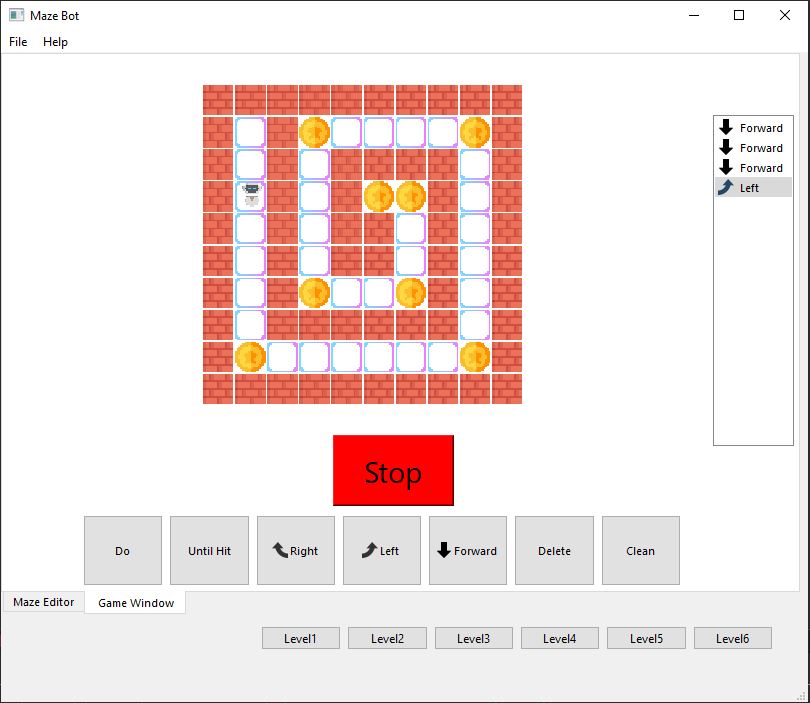 Maze Bot
File Help
Forward
Forward
Forward
Left
Stop
Do Until Hit Right Left Forward Delete Clean
Maze Editor Game Window
Level1 Level2 Level3 Level4 Level5 Level6